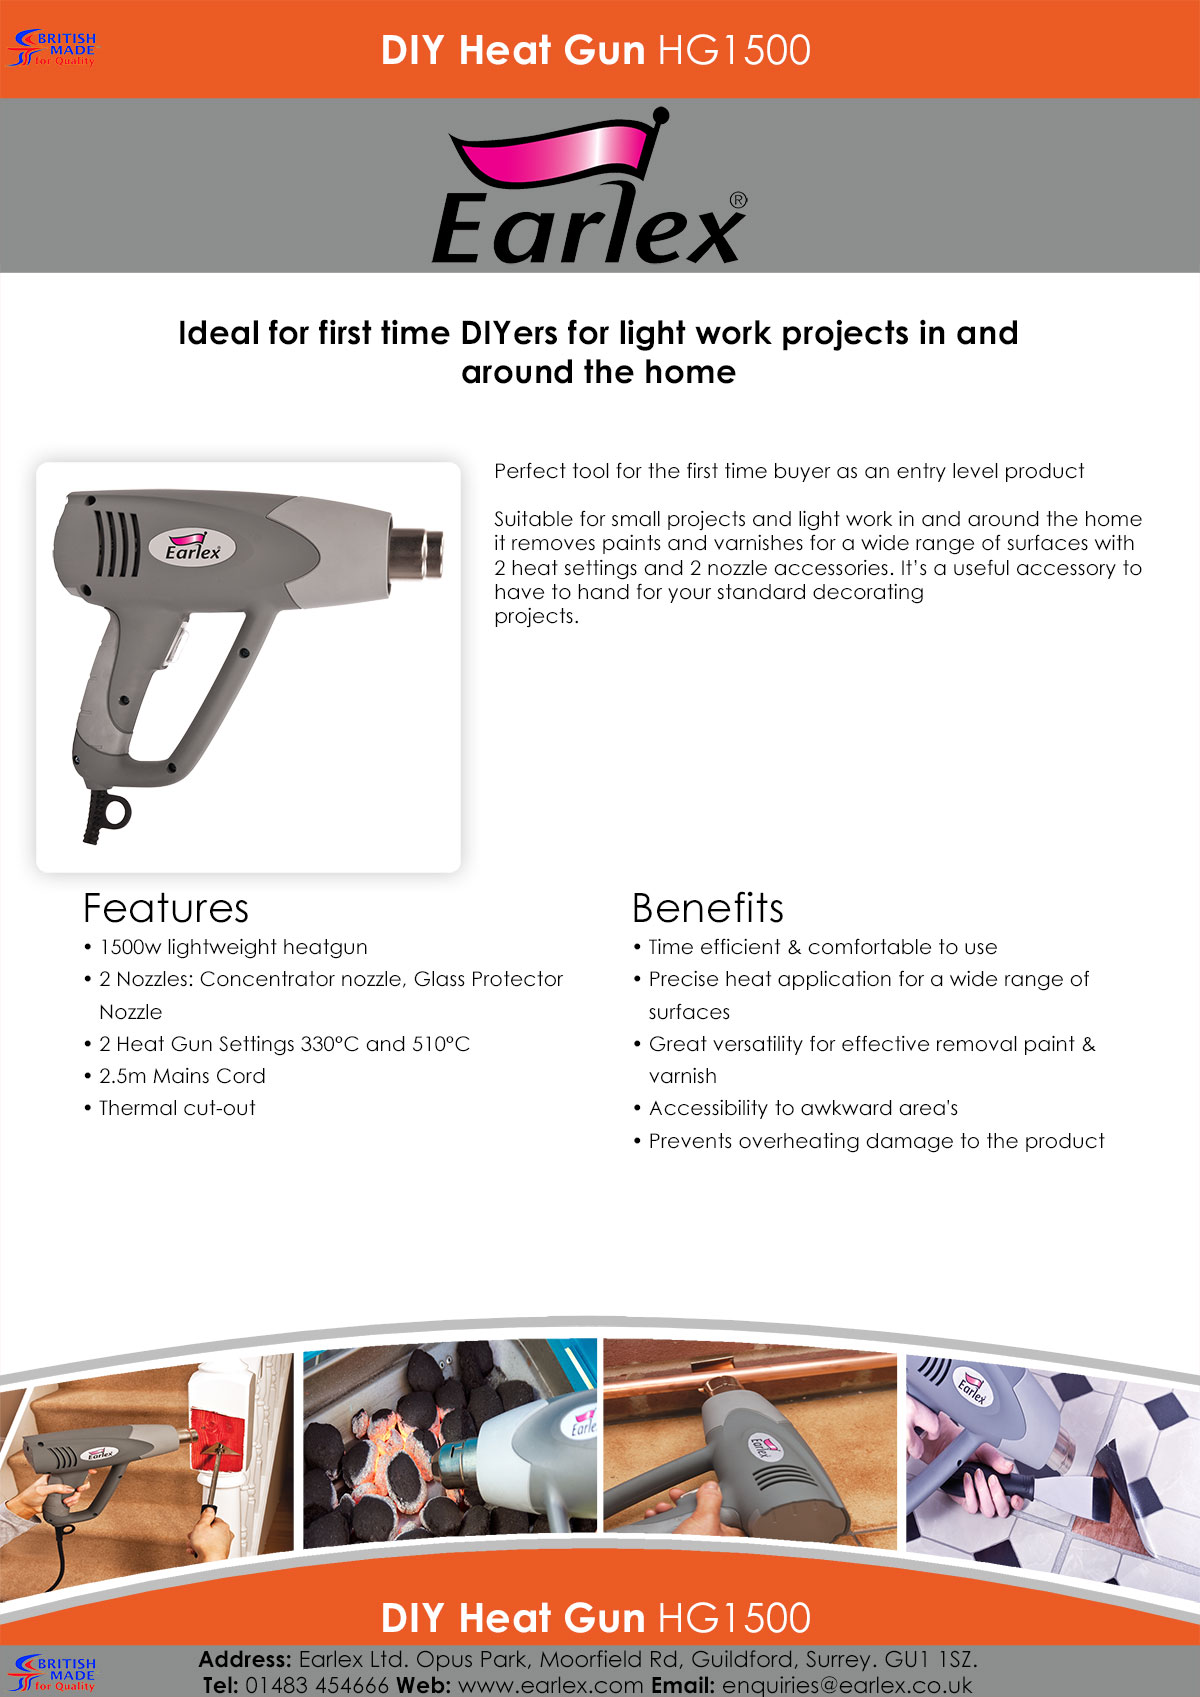 BRITISH
MADE
for Quality
DIY Heat Gun HG1500
Earlex®
Ideal for first time DIYers for light work projects in and
around the home
Earlex
Perfect tool for the first time buyer as an entry level product
Suitable for small projects and light work in and around the home
it removes paints and varnishes for a wide range of surfaces with
2 heat settings and 2 nozzle accessories. It’s a useful accessory to
have to hand for your standard decorating
projects.
Features
• 1500w lightweight heatgun
• 2 Nozzles: Concentrator nozzle, Glass Protector
Nozzle
• 2 Heat Gun Settings 330°C and 510°C
• 2.5m Mains Cord
• Thermal cut-out
Benefits
• Time efficient & comfortable to use
• Precise heat application for a wide range of
surfaces
• Great versatility for effective removal paint &
varnish
• Accessibility to awkward area's
• Prevents overheating damage to the product
Earlex
Earlex
Earlex
Earlex
DIY Heat Gun HG1500
BRITISH
MADE
for Quality
Address: Earlex Ltd. Opus Park, Moorfield Rd, Guildford, Surrey. GU1 1SZ.
Tel: 01483 454666 Web: www.earlex.com Email: enquiries@earlex.co.uk